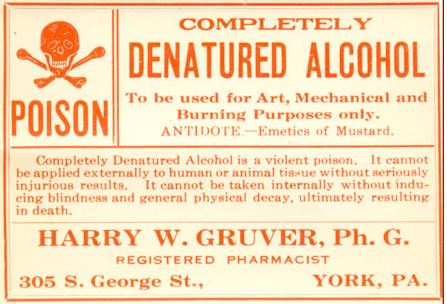 COMPLETELY
DENATURED ALCOHOL
POISON
To be used for Art, Mechanical and
Burning Purposes only.
ANTIDOTE.—Emetics of Mustard.
Completely Denatured Alcohol is a violent poison. It cannot
be applied externally to human or animal tissue without seriously
injurious results. It cannot be taken internally without indu-
cing blindness and general physical decay, ultimately resulting
in death.
HARRY W. GRUVER, Ph. G.
REGISTERED PHARMACIST
305 S. George St., YORK, PA.